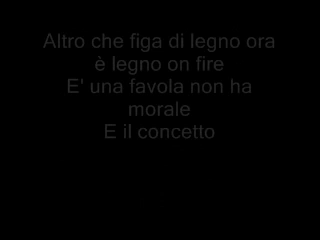 Altro che figa di legno ora
è legno on fire
E' una favola non ha
morale
E il concetto